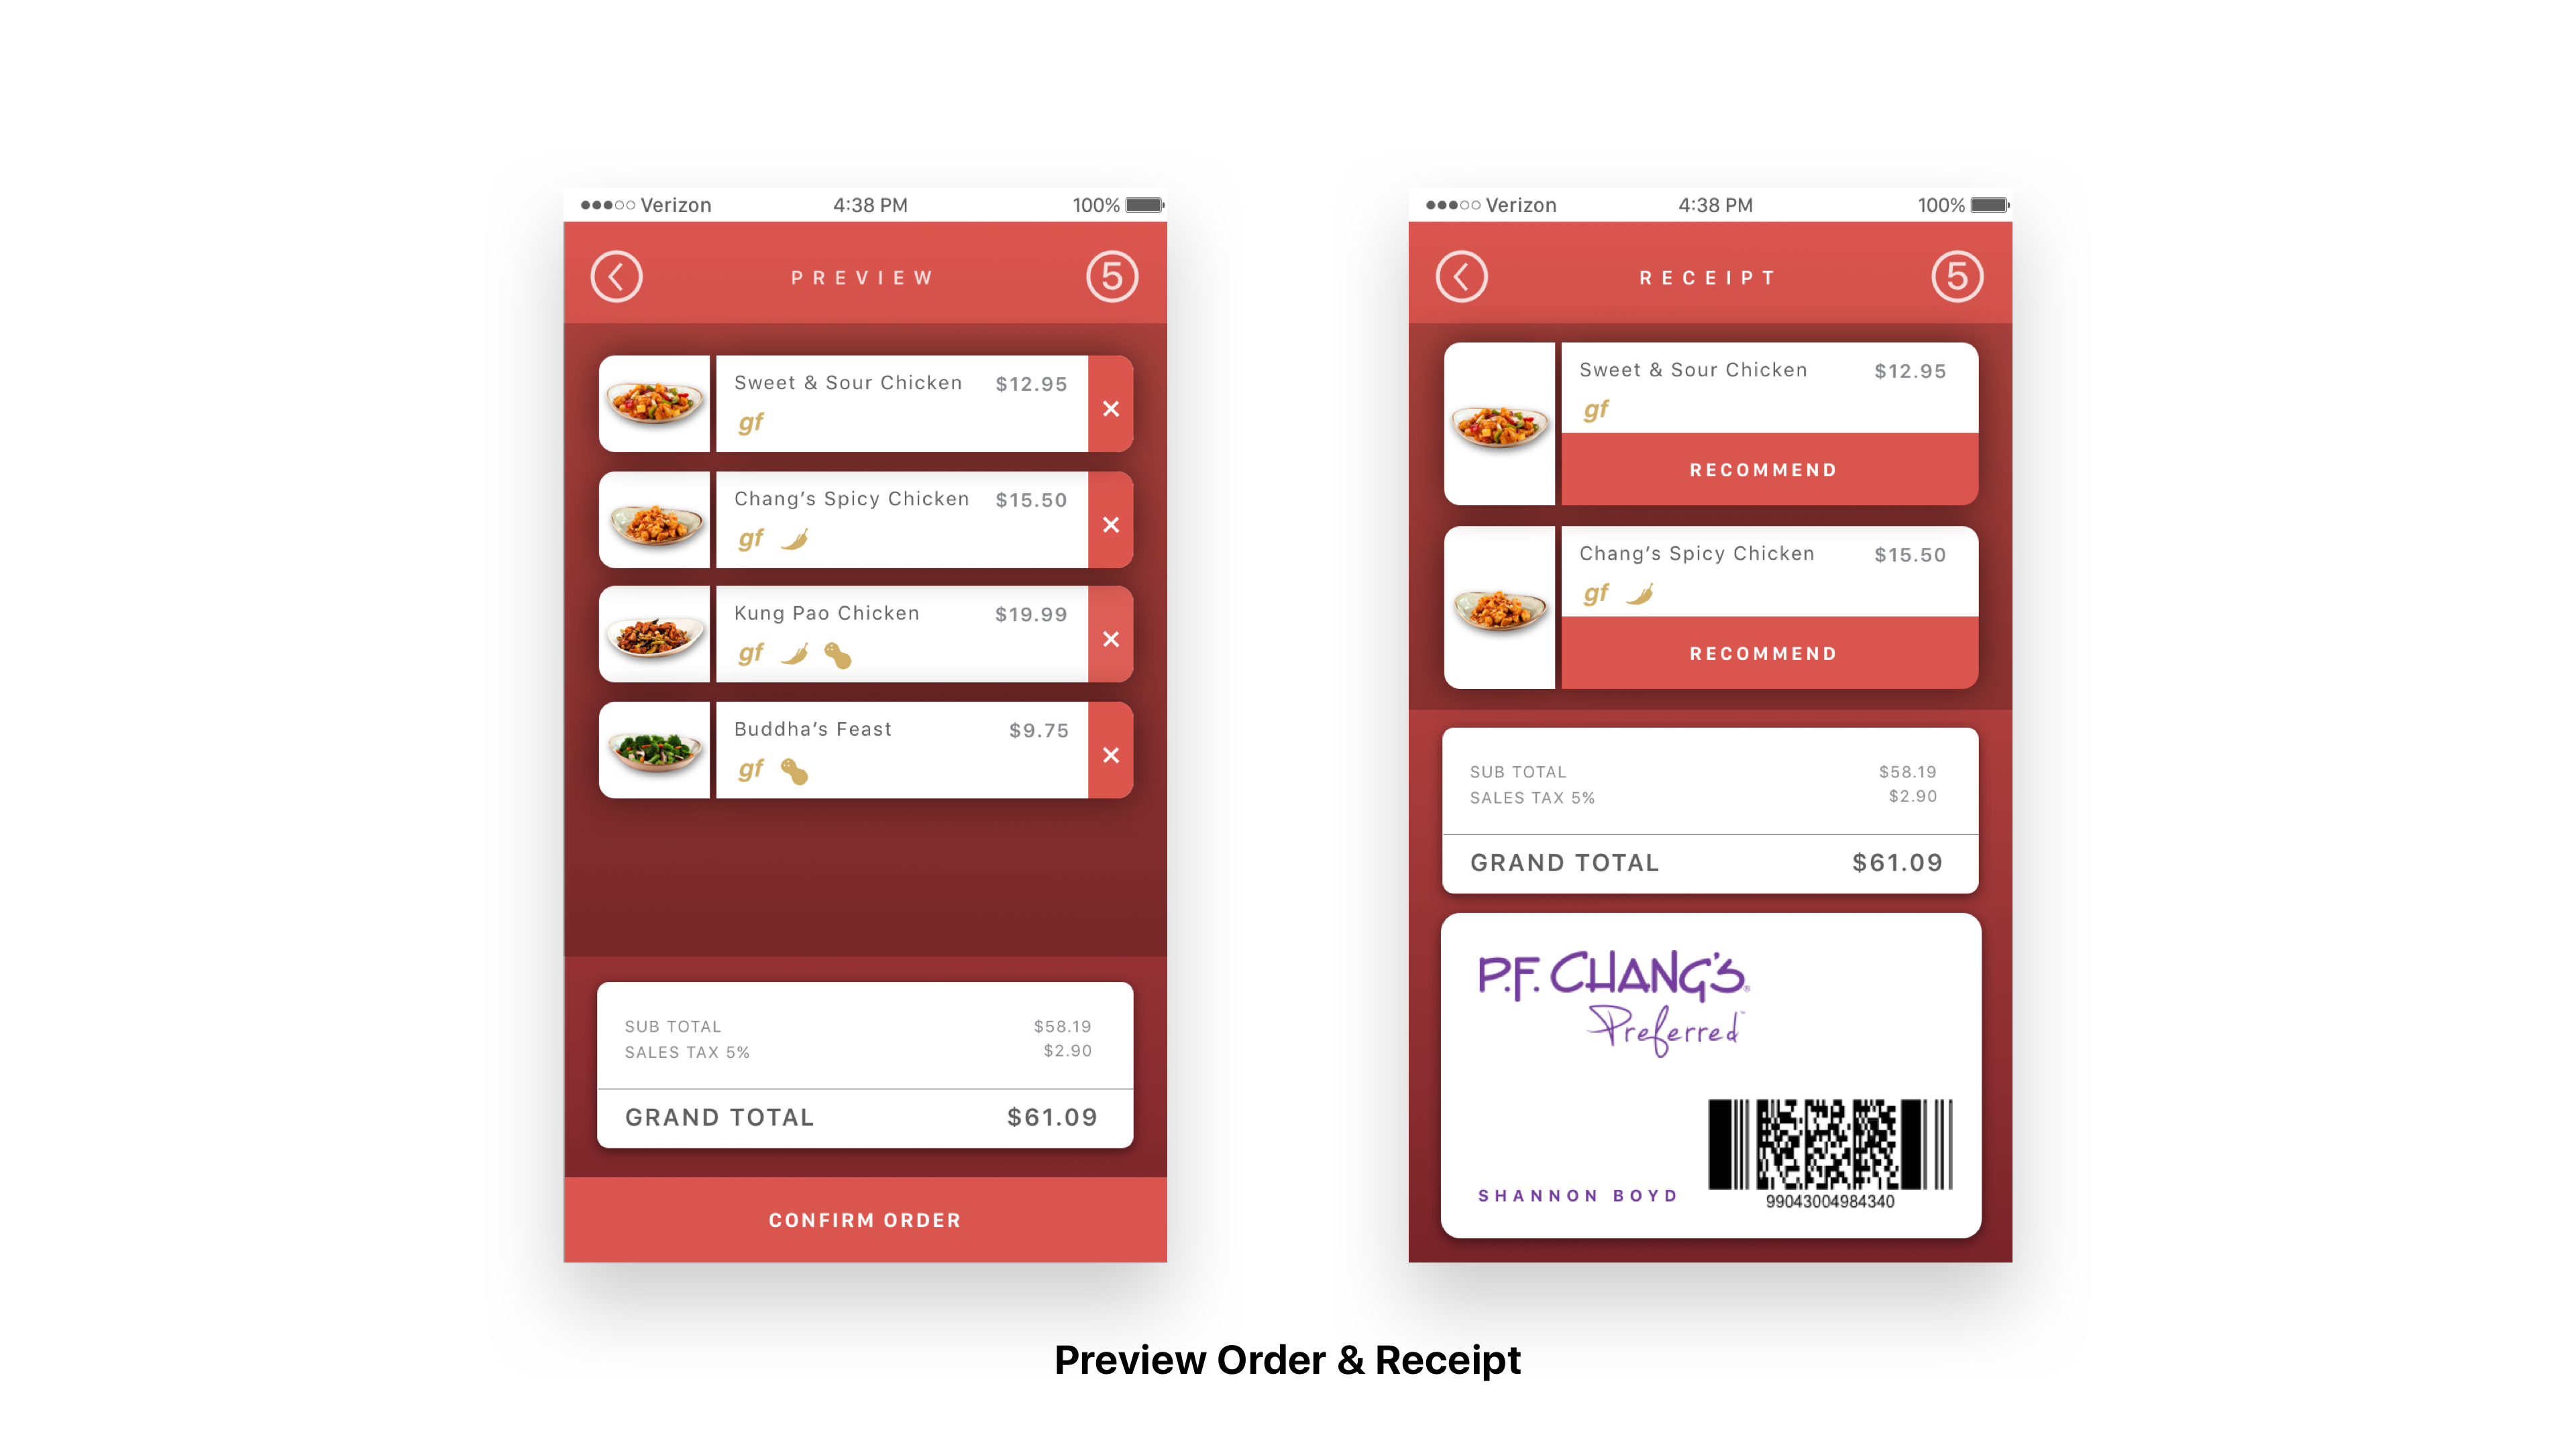 Verizon 4:38 PM 100%
PREVIEW 5
Sweet & Sour Chicken $12.95
gf
Chang's Spicy Chicken $15.50
gf
Kung Pao Chicken $19.99
gf
Buddha's Feast $9.75
gf
SUB TOTAL $58.19
SALES TAX 5% $2.90
GRAND TOTAL $61.09
CONFIRM ORDER
Verizon 4:38 PM 100%
RECEIPT 5
Sweet & Sour Chicken $12.95
gf
RECOMMEND
Chang's Spicy Chicken $15.50
gf
RECOMMEND
SUB TOTAL $58.19
SALES TAX 5% $2.90
GRAND TOTAL $61.09
P.F. CHANG'S®
Preferred™
SHANNON BOYD
99043004984340
Preview Order & Receipt